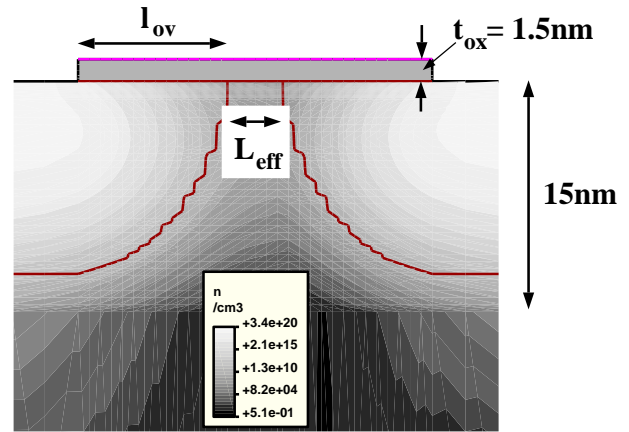 l_ov
t_ox= 1.5nm
L_eff
15nm
n
/cm3
+3.4e+20
+2.1e+15
+1.3e+10
+8.2e+04
+5.1e-01